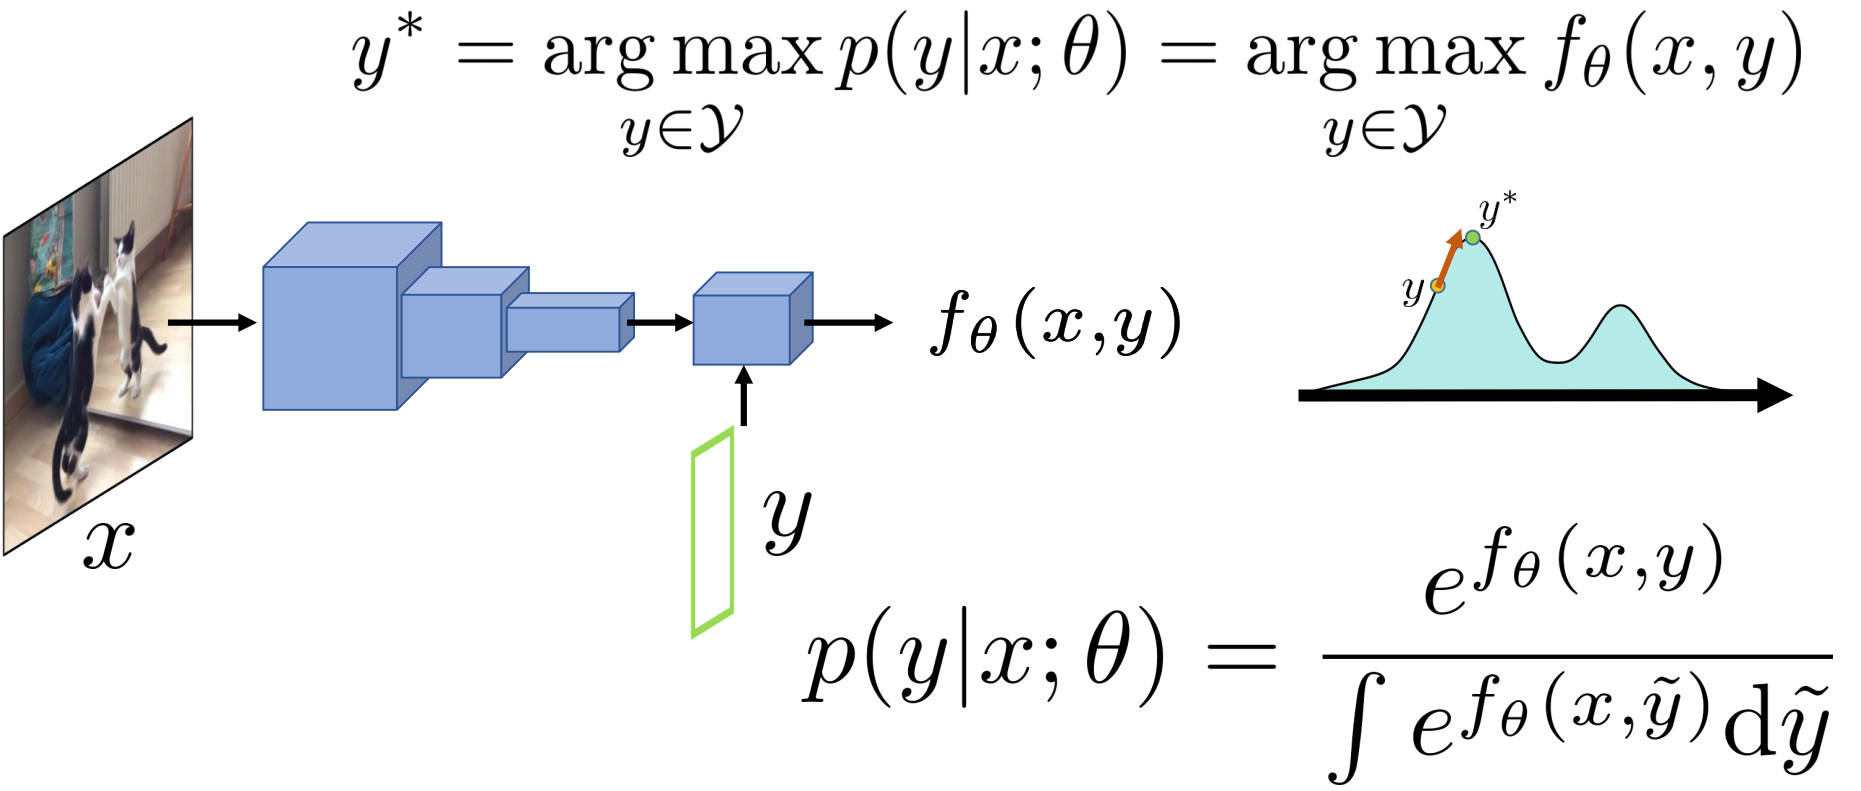 y* = arg max p(y|x; θ) = arg max f_θ(x, y)
y∈𝒴 y∈𝒴
y*
y
f_θ(x,y)
y
x
p(y|x; θ) = e^{f_θ(x,y)} / ∫ e^{f_θ(x,ỹ)} dỹ